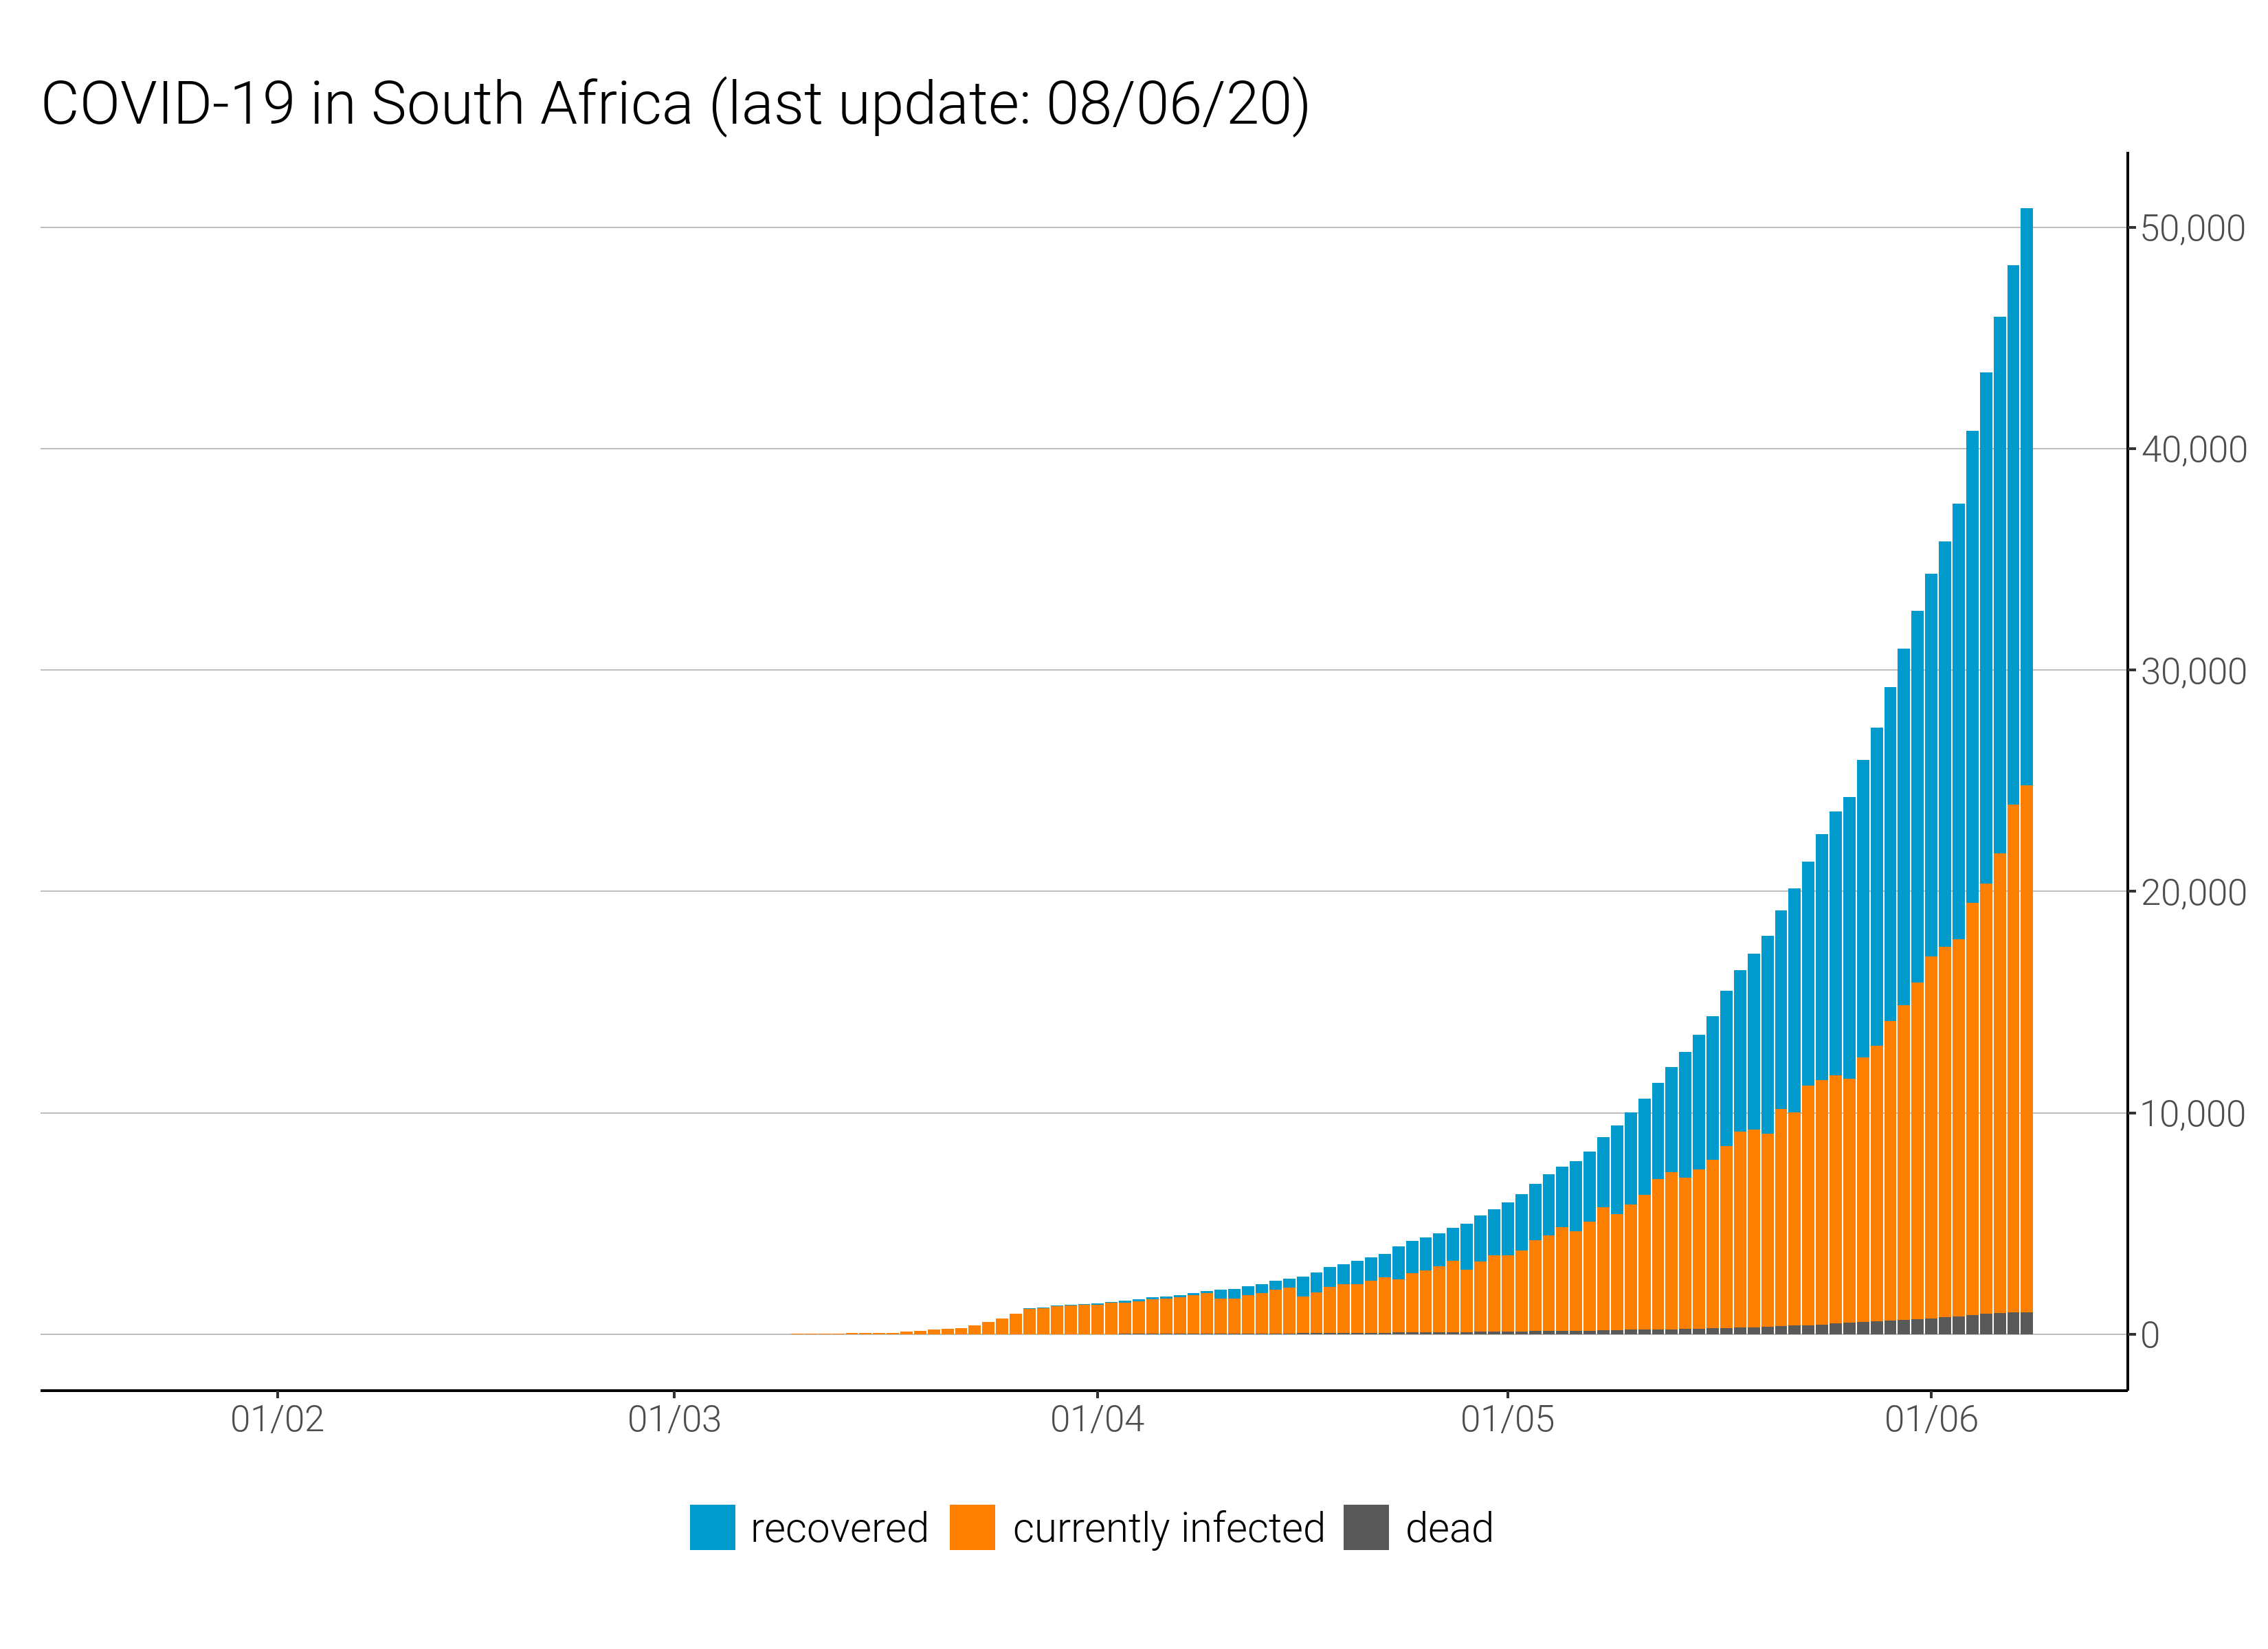 COVID-19 in South Africa (last update: 08/06/20)
50,000
40,000
30,000
20,000
10,000
0
01/02 01/03 01/04 01/05 01/06
recovered currently infected dead